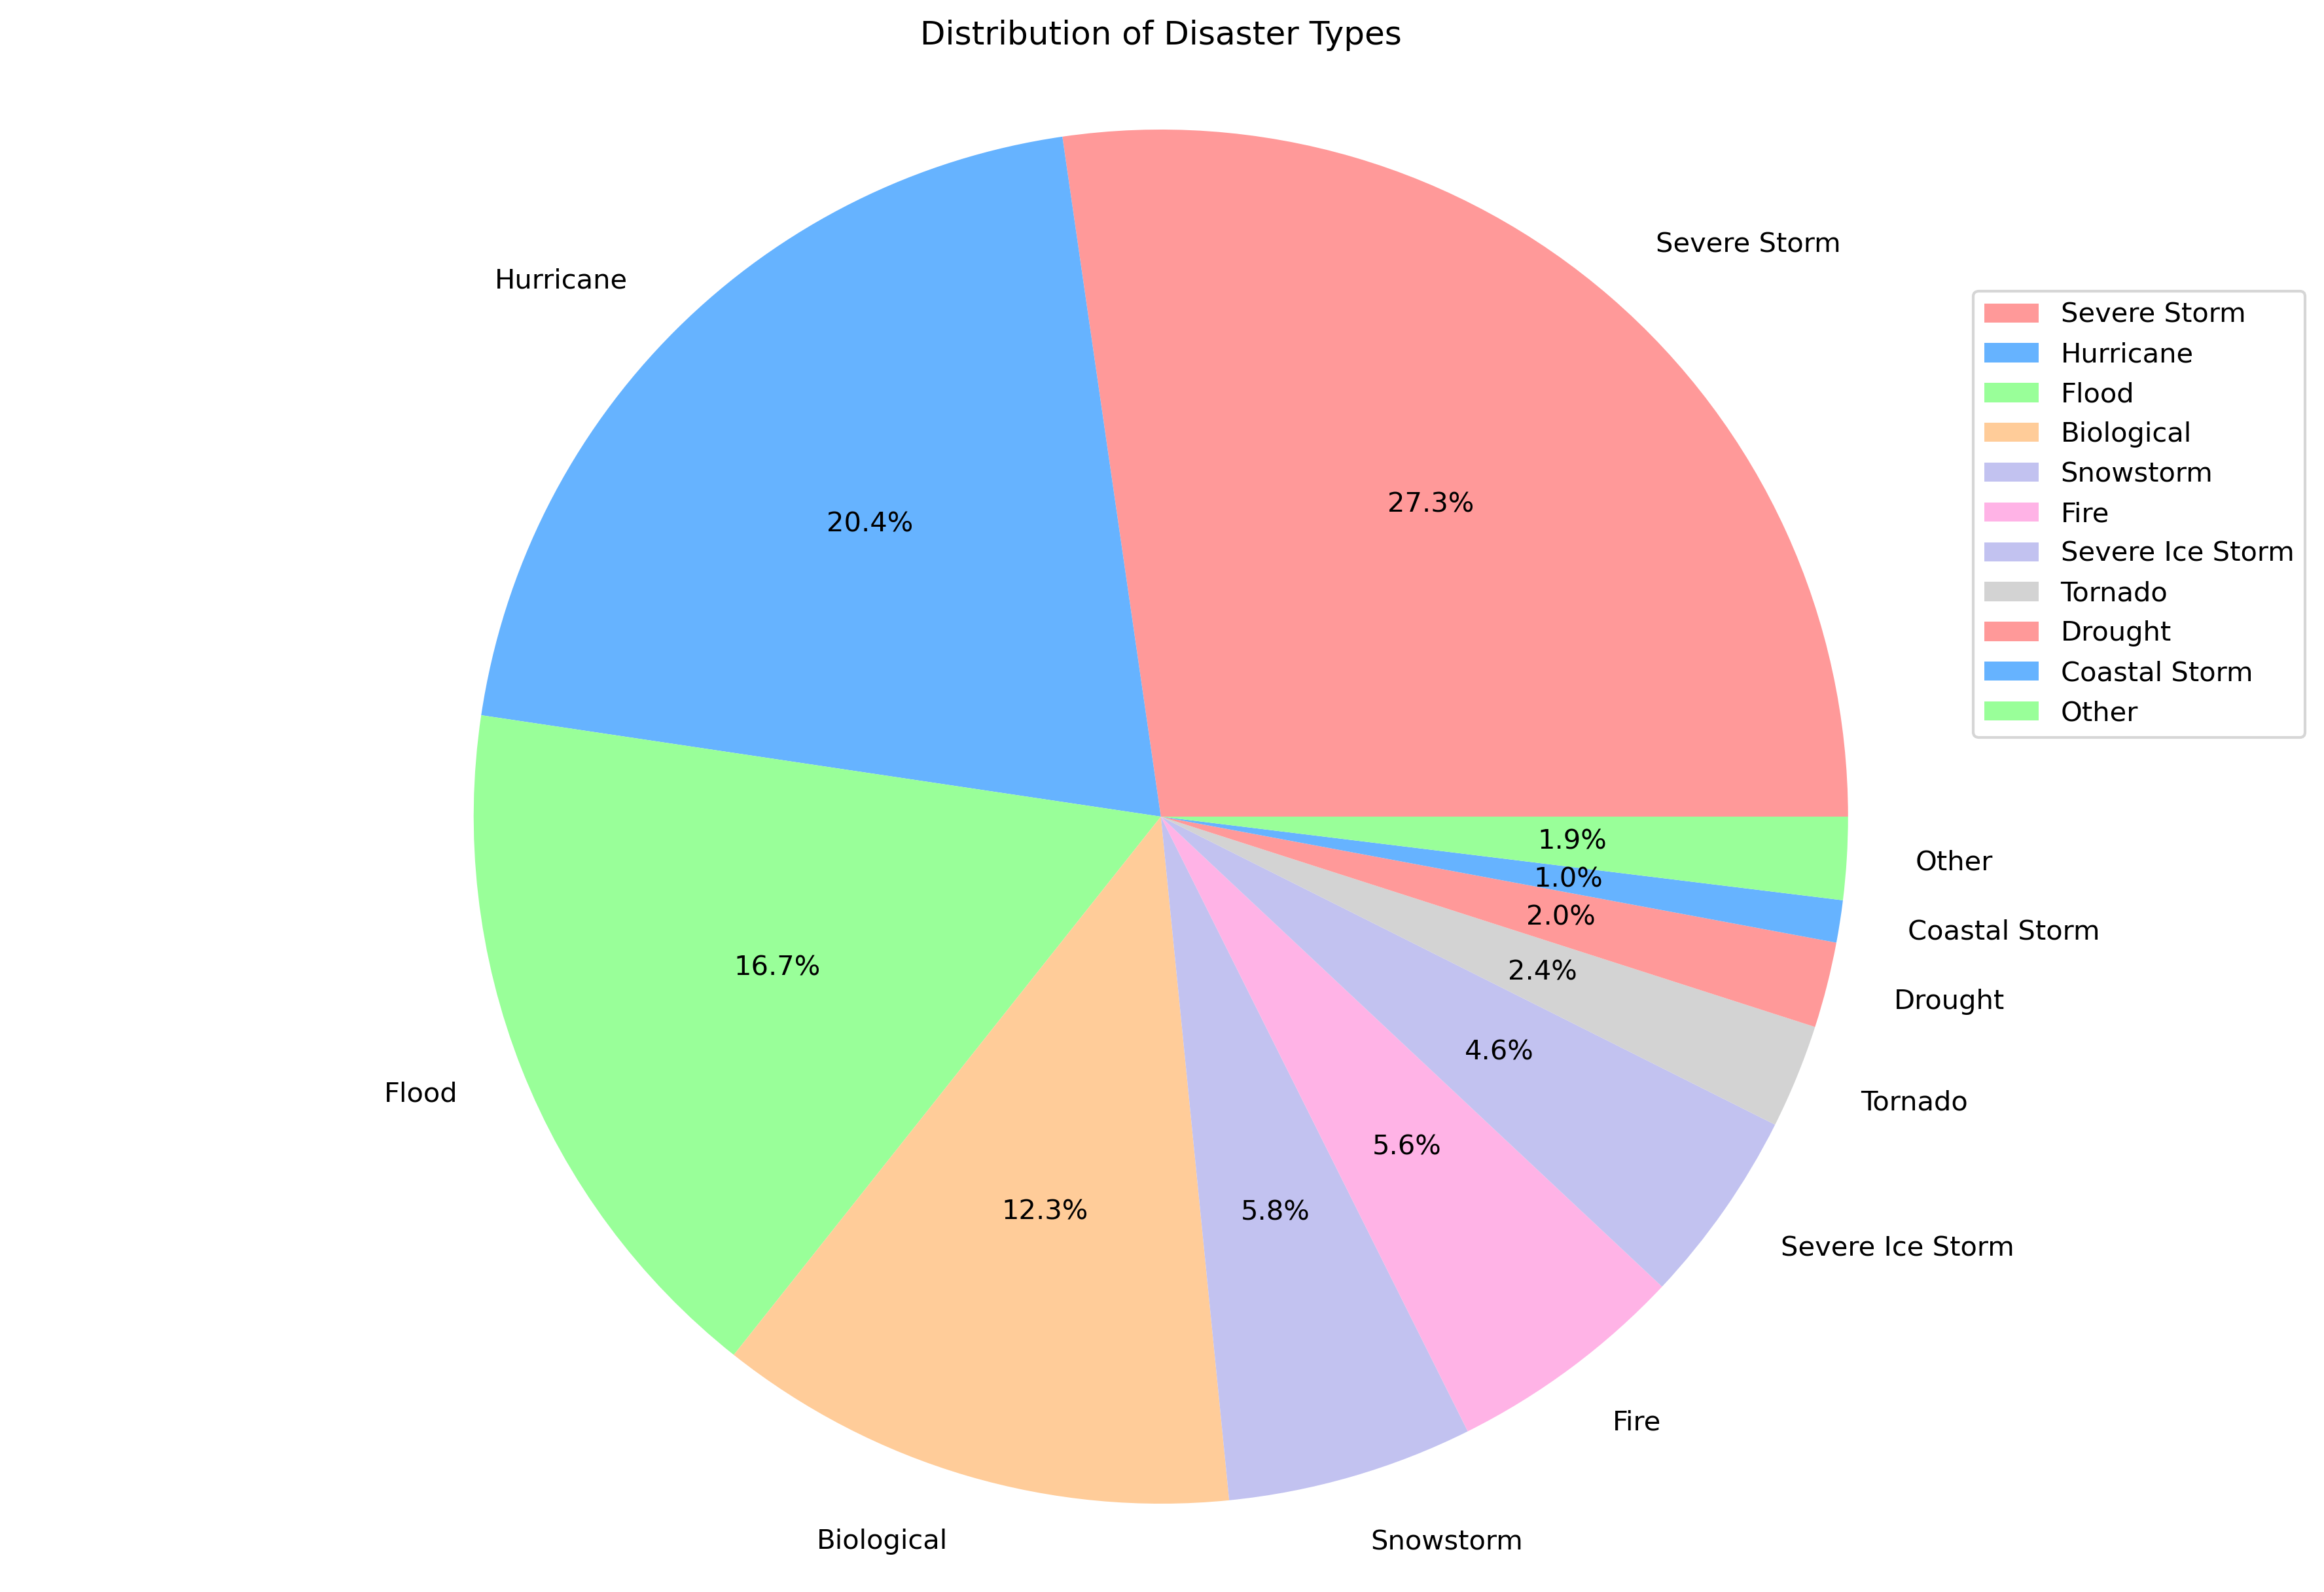 Distribution of Disaster Types
Severe Storm
Hurricane
27.3%
20.4%
16.7%
Flood
12.3%
Biological
5.8%
Snowstorm
5.6%
Fire
4.6%
Severe Ice Storm
2.4%
Tornado
2.0%
Drought
1.0%
Coastal Storm
1.9%
Other
Severe Storm
Hurricane
Flood
Biological
Snowstorm
Fire
Severe Ice Storm
Tornado
Drought
Coastal Storm
Other